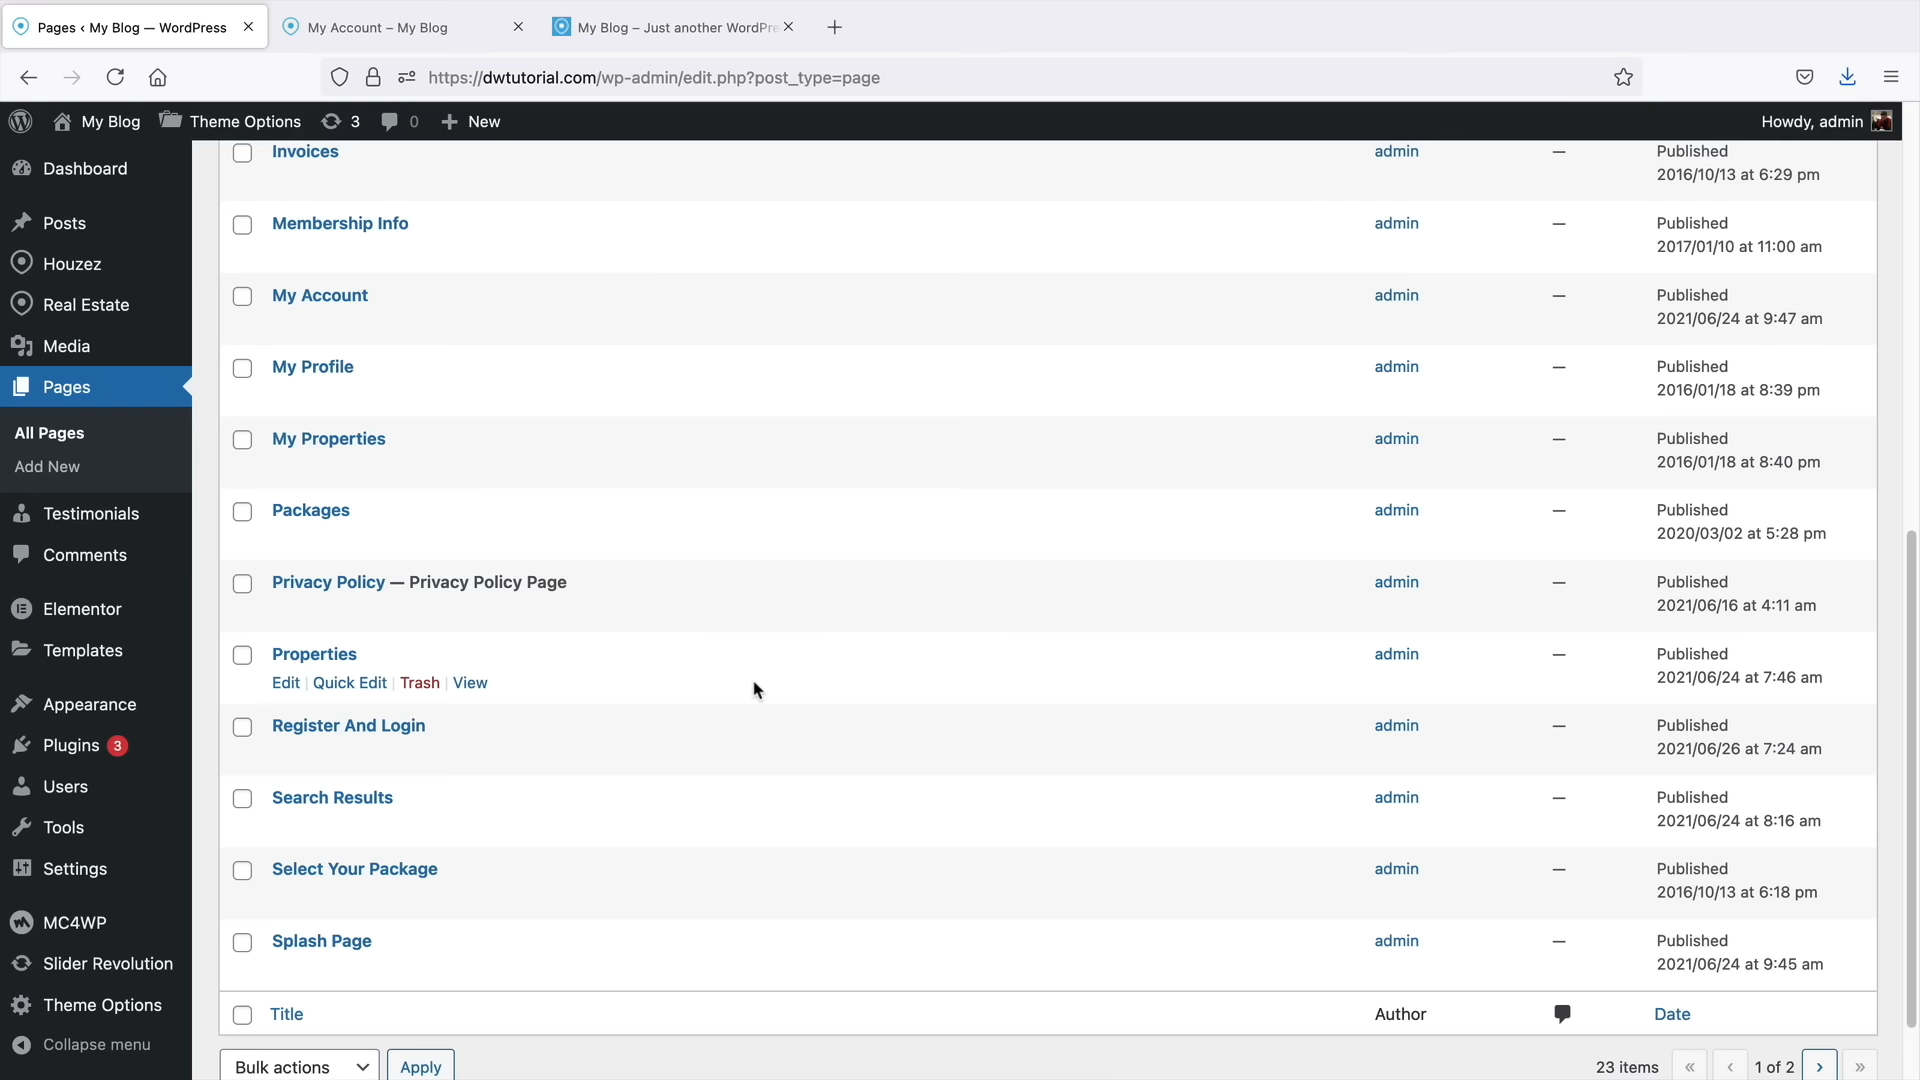 Pages ‹ My Blog — WordPress
My Account – My Blog
My Blog – Just another WordPre
https://dwtutorial.com/wp-admin/edit.php?post_type=page
My Blog Theme Options 3 0 New
Howdy, admin
Dashboard
Posts
Houzez
Real Estate
Media
Pages
All Pages
Add New
Testimonials
Comments
Elementor
Templates
Appearance
Plugins 3
Users
Tools
Settings
MC4WP
Slider Revolution
Theme Options
Collapse menu
Invoices admin — Published
2016/10/13 at 6:29 pm
Membership Info admin — Published
2017/01/10 at 11:00 am
My Account admin — Published
2021/06/24 at 9:47 am
My Profile admin — Published
2016/01/18 at 8:39 pm
My Properties admin — Published
2016/01/18 at 8:40 pm
Packages admin — Published
2020/03/02 at 5:28 pm
Privacy Policy — Privacy Policy Page admin — Published
2021/06/16 at 4:11 am
Properties admin — Published
Edit | Quick Edit | Trash | View 2021/06/24 at 7:46 am
Register And Login admin — Published
2021/06/26 at 7:24 am
Search Results admin — Published
2021/06/24 at 8:16 am
Select Your Package admin — Published
2016/10/13 at 6:18 pm
Splash Page admin — Published
2021/06/24 at 9:45 am
Title Author Date
Bulk actions Apply 23 items « ‹ 1 of 2 › »